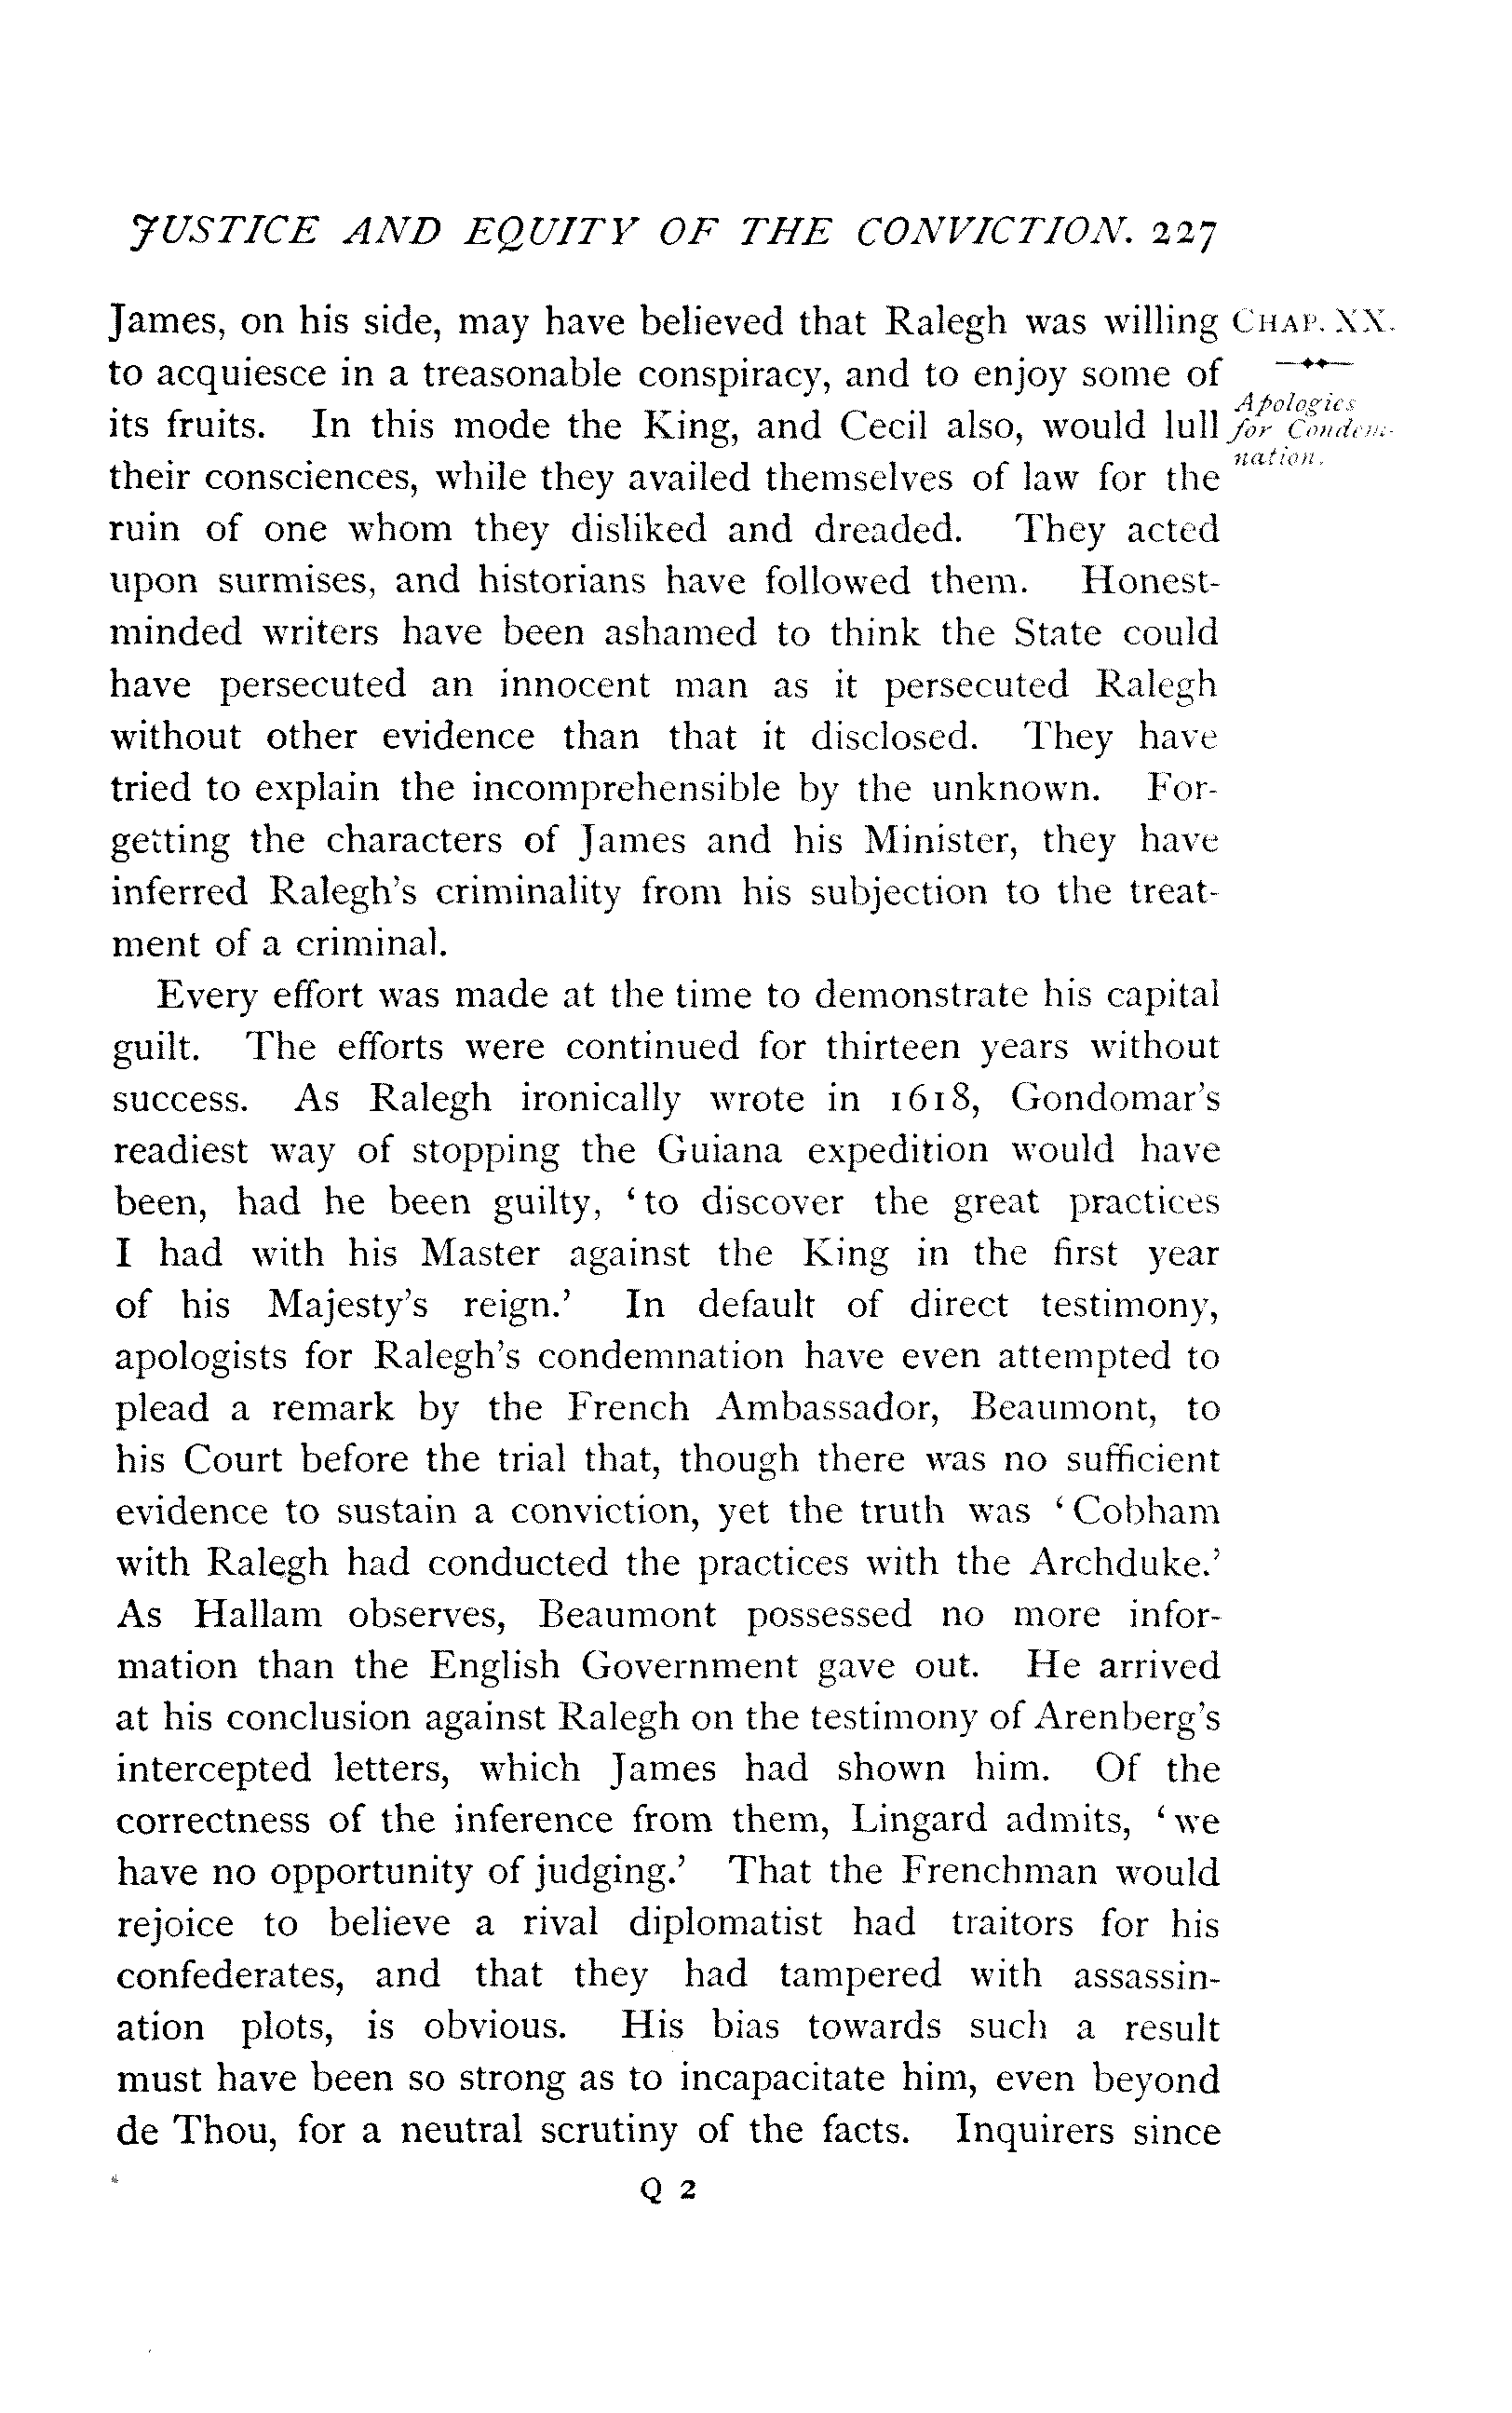 JUSTICE AND EQUITY OF THE CONVICTION. 227
James, on his side, may have believed that Ralegh was willing
to acquiesce in a treasonable conspiracy, and to enjoy some of
its fruits. In this mode the King, and Cecil also, would lull
their consciences, while they availed themselves of law for the
ruin of one whom they disliked and dreaded. They acted
upon surmises, and historians have followed them. Honest-
minded writers have been ashamed to think the State could
have persecuted an innocent man as it persecuted Ralegh
without other evidence than that it disclosed. They have
tried to explain the incomprehensible by the unknown. For-
getting the characters of James and his Minister, they have
inferred Ralegh's criminality from his subjection to the treat-
ment of a criminal.
Every effort was made at the time to demonstrate his capital
guilt. The efforts were continued for thirteen years without
success. As Ralegh ironically wrote in 1618, Gondomar's
readiest way of stopping the Guiana expedition would have
been, had he been guilty, 'to discover the great practices
I had with his Master against the King in the first year
of his Majesty's reign.' In default of direct testimony,
apologists for Ralegh's condemnation have even attempted to
plead a remark by the French Ambassador, Beaumont, to
his Court before the trial that, though there was no sufficient
evidence to sustain a conviction, yet the truth was 'Cobham
with Ralegh had conducted the practices with the Archduke.'
As Hallam observes, Beaumont possessed no more infor-
mation than the English Government gave out. He arrived
at his conclusion against Ralegh on the testimony of Arenberg's
intercepted letters, which James had shown him. Of the
correctness of the inference from them, Lingard admits, 'we
have no opportunity of judging.' That the Frenchman would
rejoice to believe a rival diplomatist had traitors for his
confederates, and that they had tampered with assassin-
ation plots, is obvious. His bias towards such a result
must have been so strong as to incapacitate him, even beyond
de Thou, for a neutral scrutiny of the facts. Inquirers since
Q 2
CHAP. XX.
Apologies
for Condem-
nation.